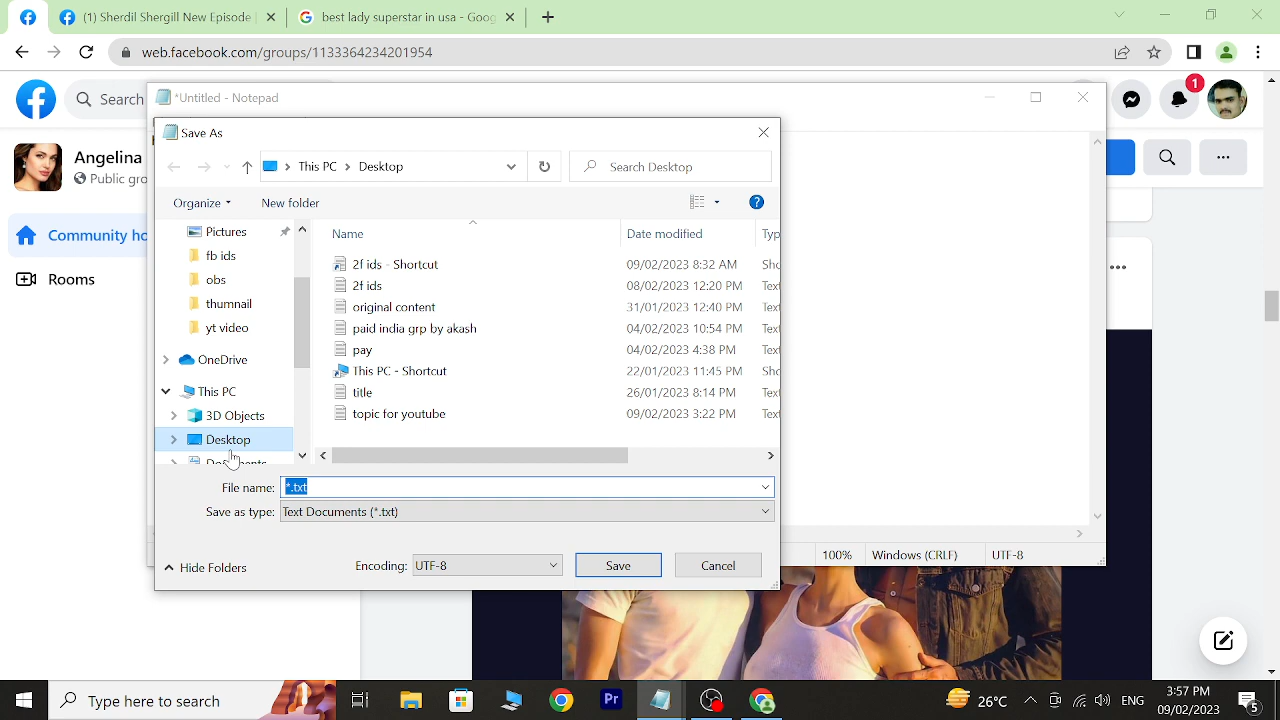 (1) Sherdil Shergill New Episode
best lady superstar in usa - Goog
web.facebook.com/groups/1133364234201954
Search
*Untitled - Notepad
1
Save As
Angelina
Public gro
This PC
Desktop
Search Desktop
Organize
New folder
Community ho
Rooms
Pictures
fb ids
obs
thumnail
yt video
OneDrive
This PC
3D Objects
Desktop
Name
Date modified
Typ
2f ids - Shortcut
09/02/2023 8:32 AM
Sho
2f ids
08/02/2023 12:20 PM
Text
original content
31/01/2023 12:40 PM
Text
paid india grp by akash
04/02/2023 10:54 PM
Text
pay
04/02/2023 4:38 PM
Text
This PC - Shortcut
22/01/2023 11:45 PM
Sho
title
26/01/2023 8:14 PM
Text
topic for youtube
09/02/2023 3:22 PM
Text
File name:
*.txt
Save as type:
Text Documents (*.txt)
Hide Folders
Encoding:
UTF-8
Save
Cancel
100%
Windows (CRLF)
UTF-8
Type here to search
Pr
26°C
ENG
3:57 PM
09/02/2023
5